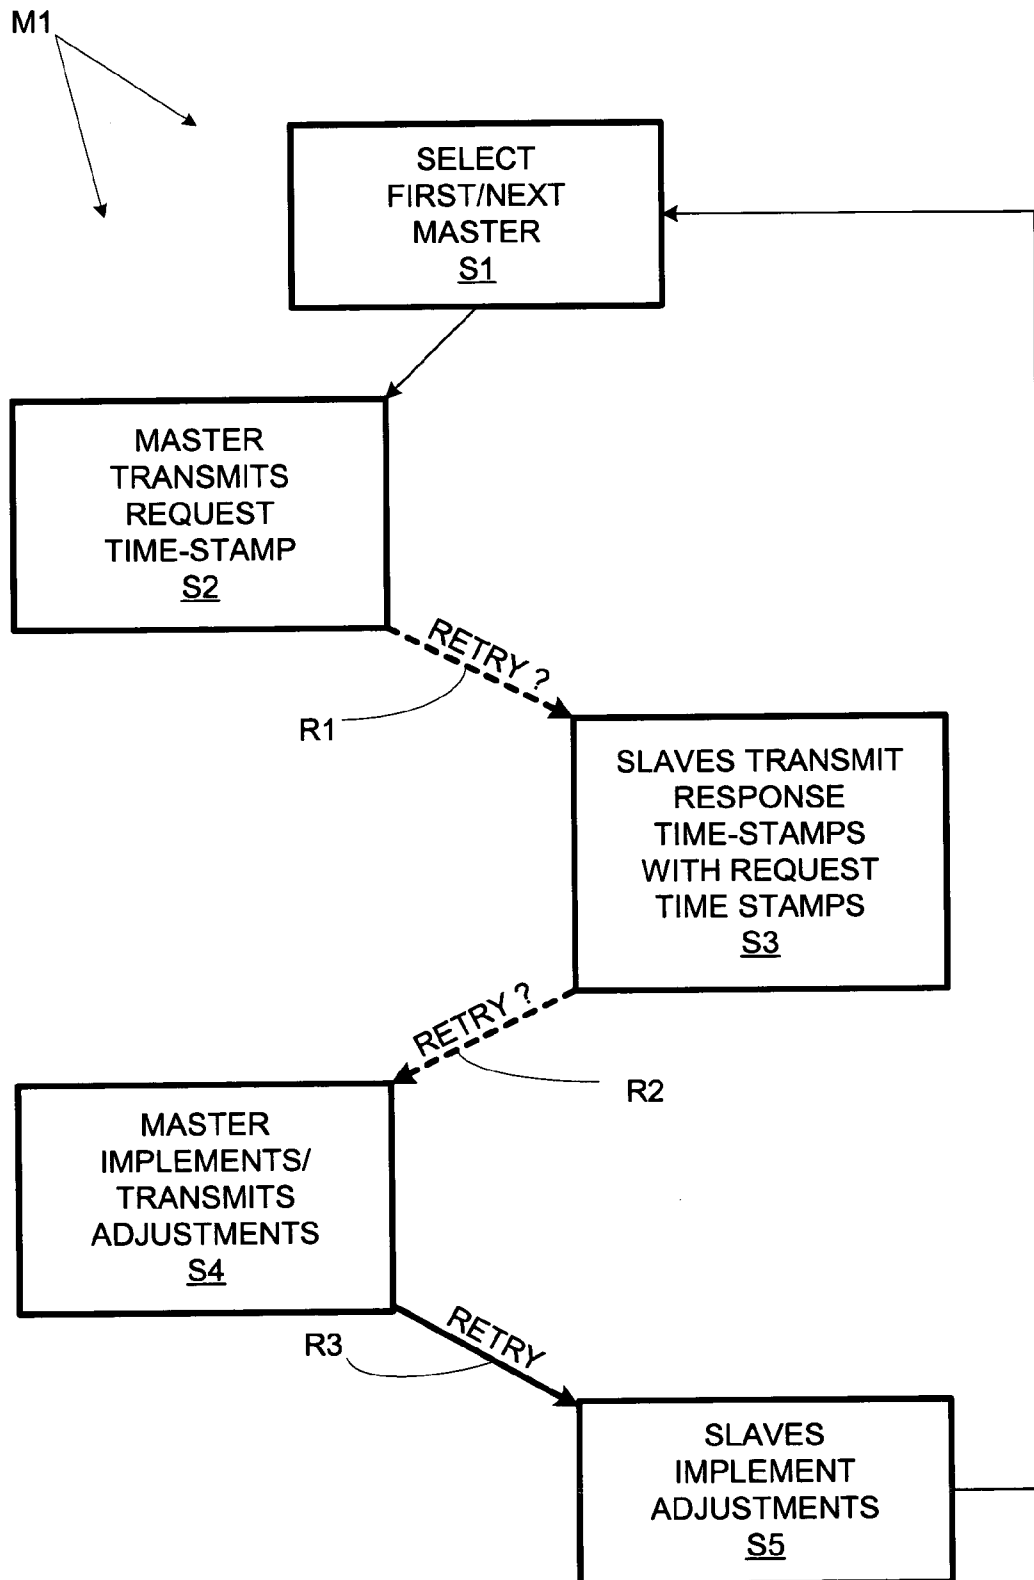 M1
SELECT
FIRST/NEXT
MASTER
S1
MASTER
TRANSMITS
REQUEST
TIME-STAMP
S2
RETRY ?
R1
SLAVES TRANSMIT
RESPONSE
TIME-STAMPS
WITH REQUEST
TIME STAMPS
S3
RETRY ?
R2
MASTER
IMPLEMENTS/
TRANSMITS
ADJUSTMENTS
S4
RETRY
R3
SLAVES
IMPLEMENT
ADJUSTMENTS
S5